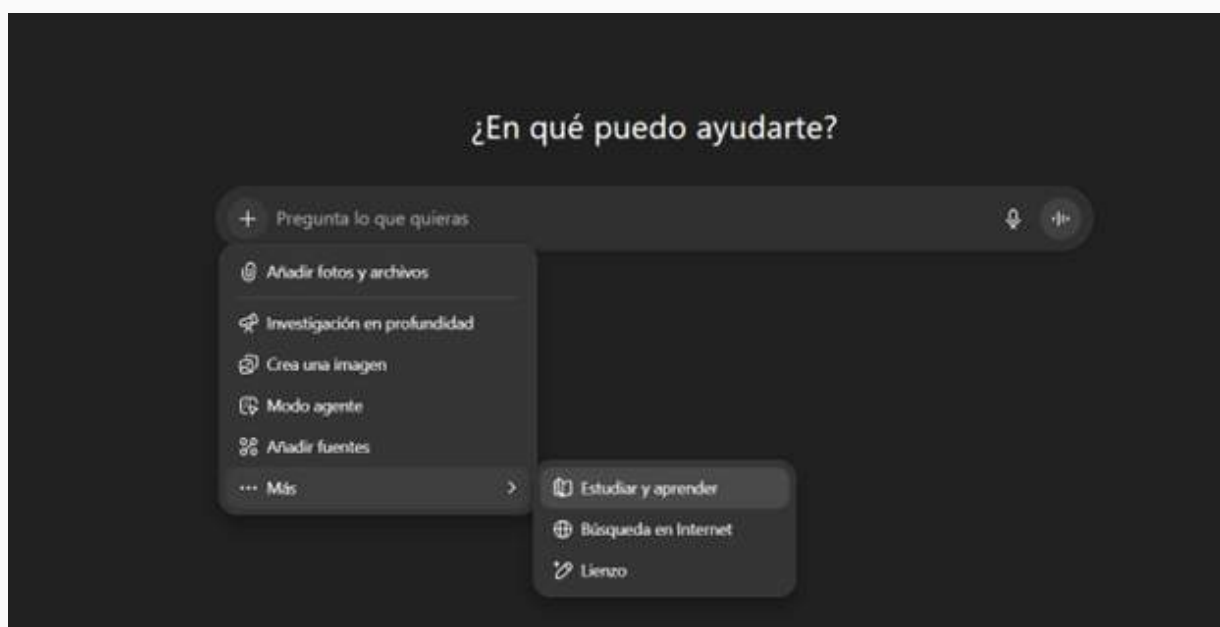 ¿En qué puedo ayudarte?
Pregunta lo que quieras
Añadir fotos y archivos
Investigación en profundidad
Crea una imagen
Modo agente
Añadir fuentes
Más
Estudiar y aprender
Búsqueda en Internet
Lienzo